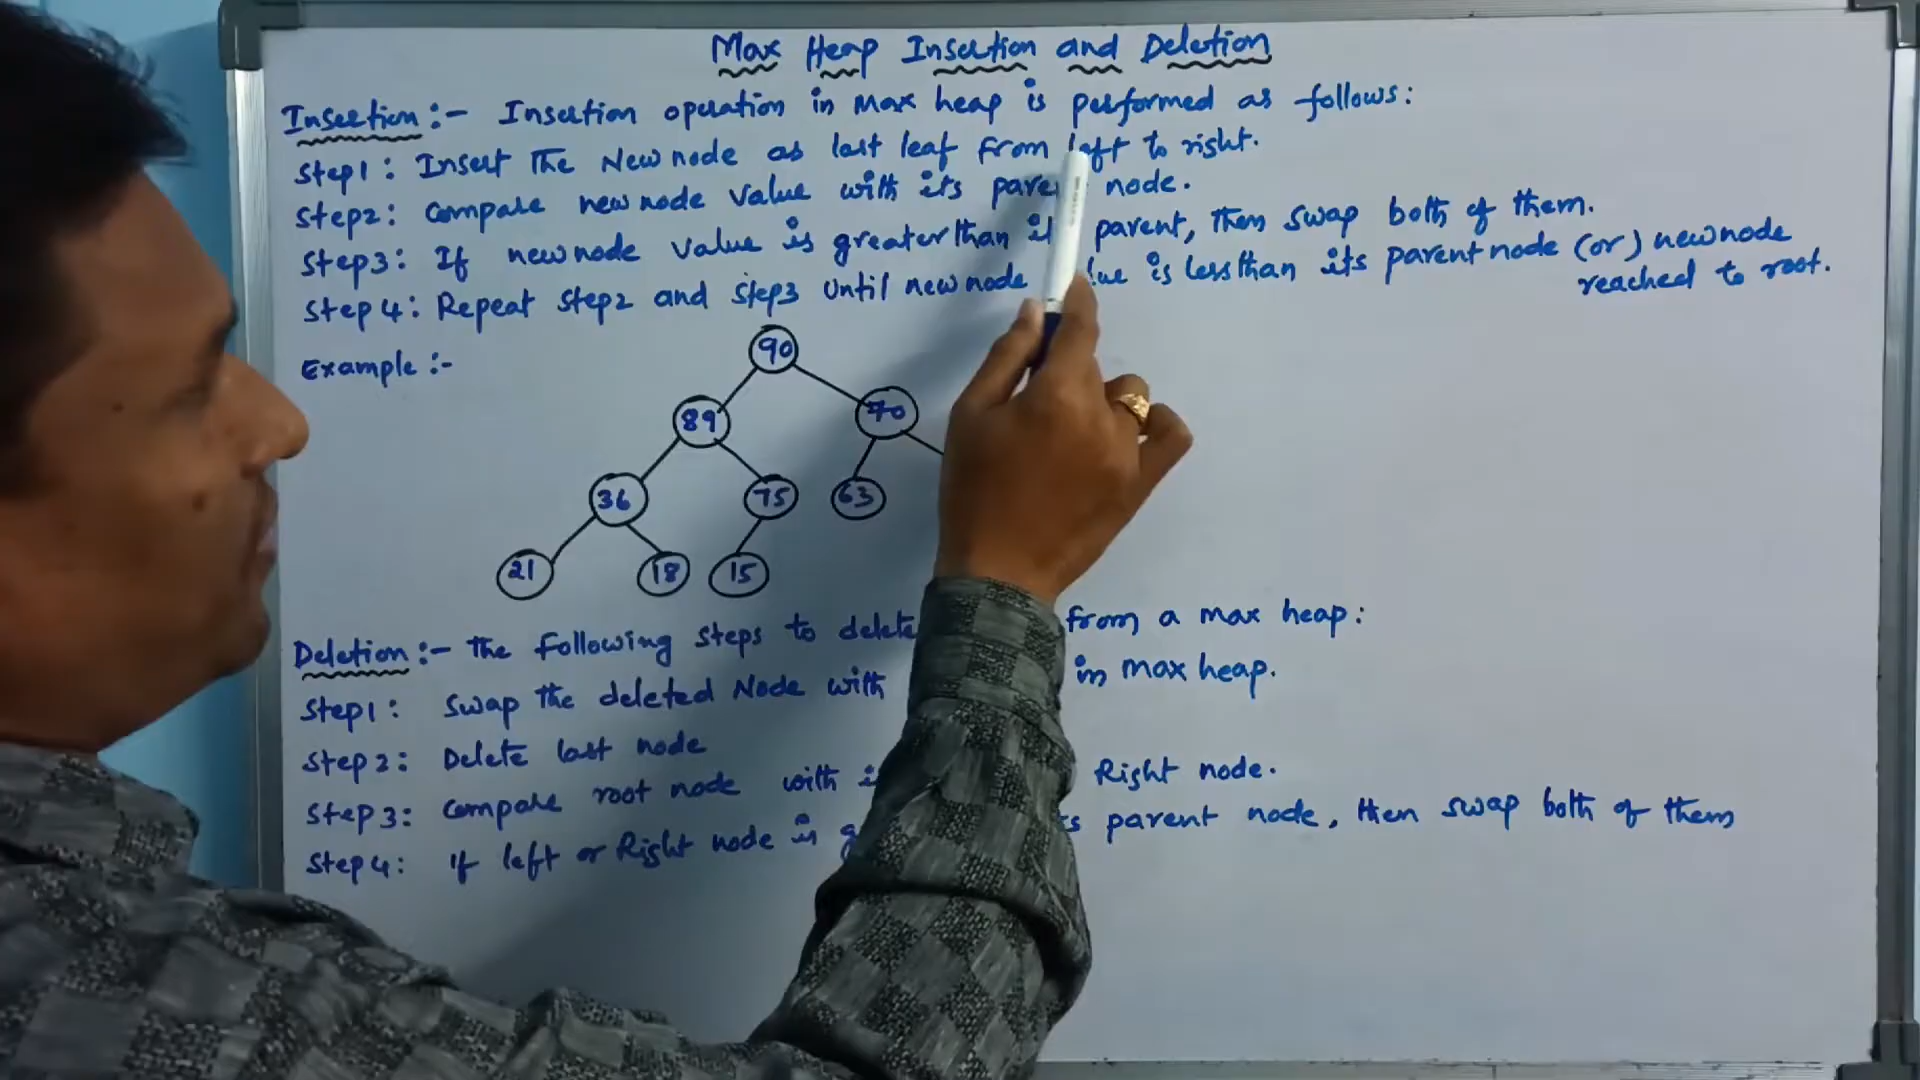 Max Heap Insertion and Deletion
Insertion :- Insertion operation in Max heap is performed as follows:
Step1: Insert The New node as last leaf from left to right.
Step2: Compare new node value with its node.
Step3: If new node value is greater than parent, then swap both of them.
Step4: Repeat step2 and step3 until new node is less than its parent node (or) new node
reached to root.
Example :-
90
89
70
36
75
63
21
18
15
Deletion :- The following steps to delete from a max heap:
Step1: Swap the deleted Node with in max heap.
Step2: Delete last node
Step3: Compare root node with Right node.
Step4: if left or Right node is parent node, then swap both of them